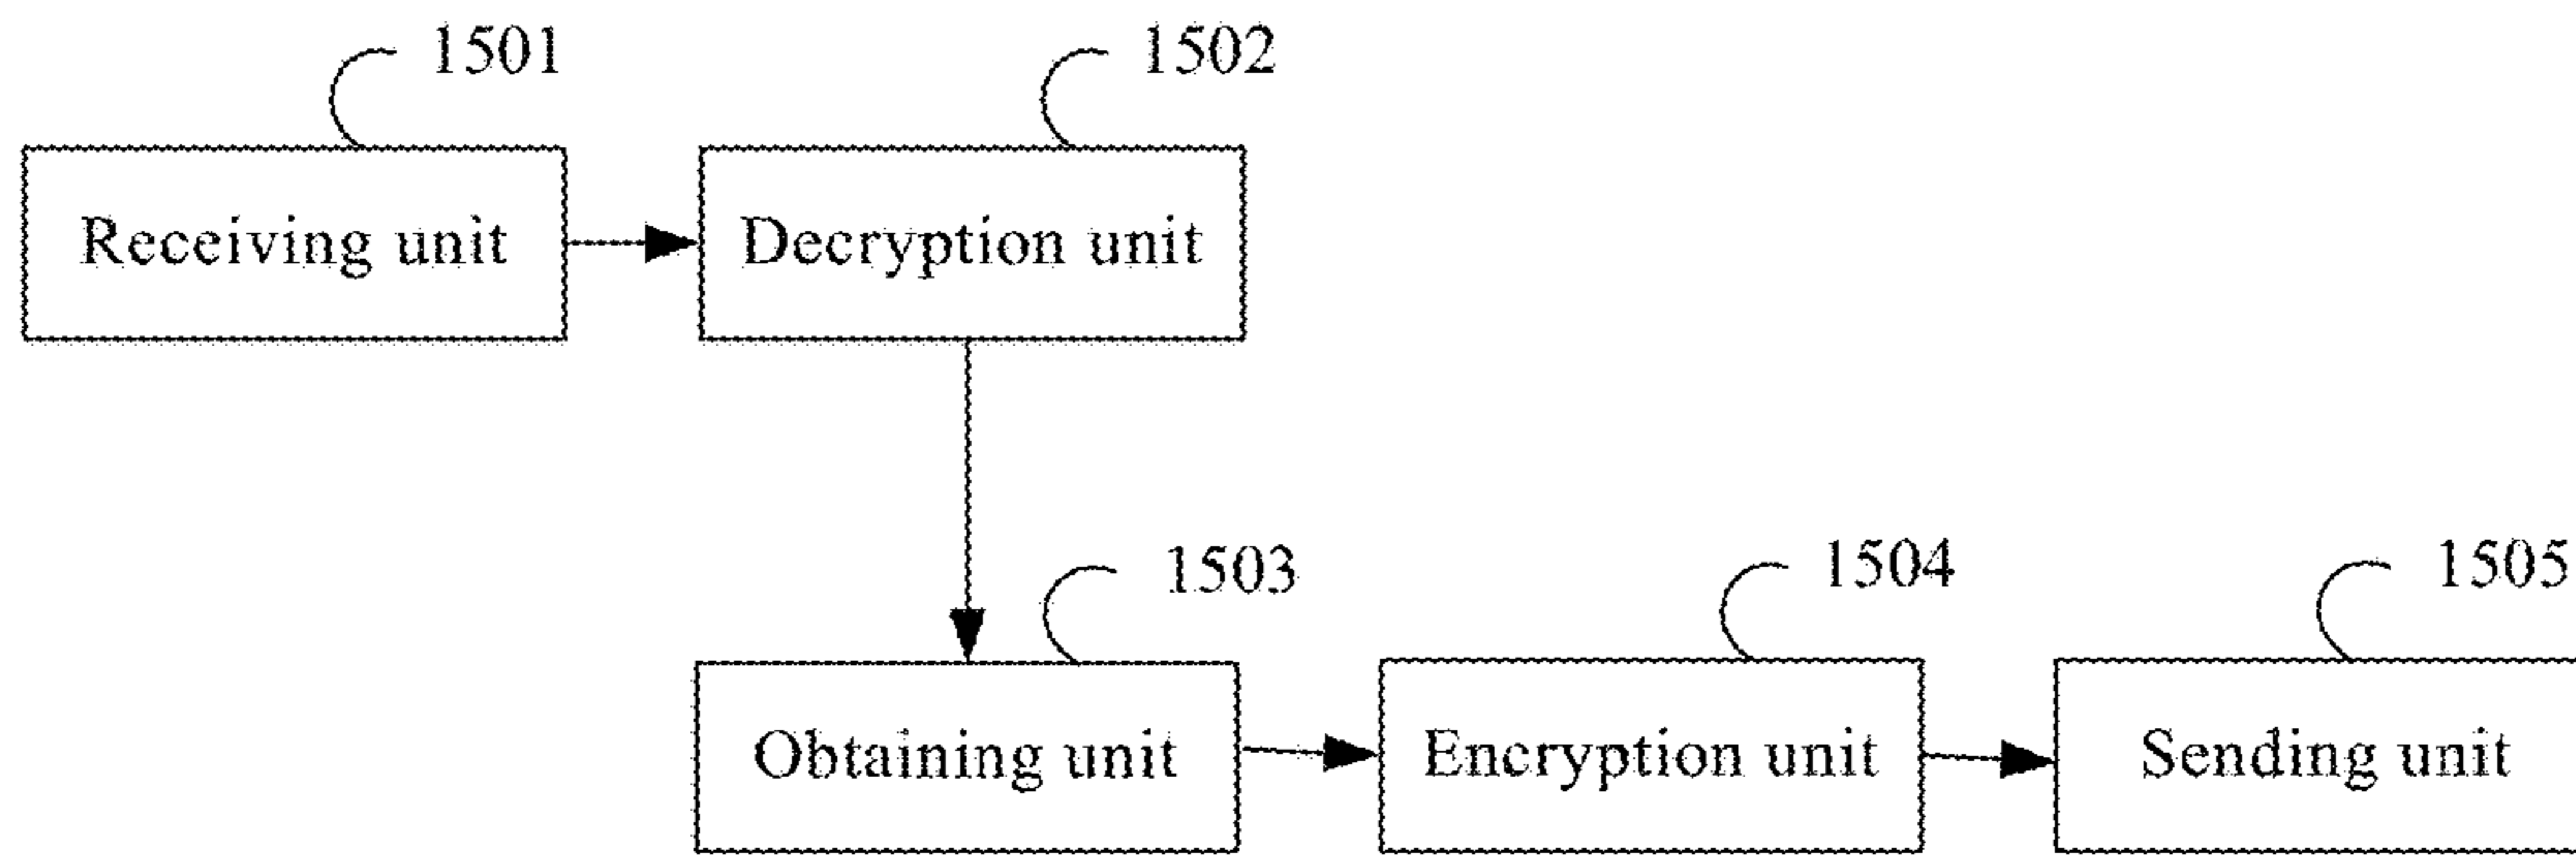 1501
1502
Receiving unit
Decryption unit
1503
1504
1505
Obtaining unit
Encryption unit
Sending unit